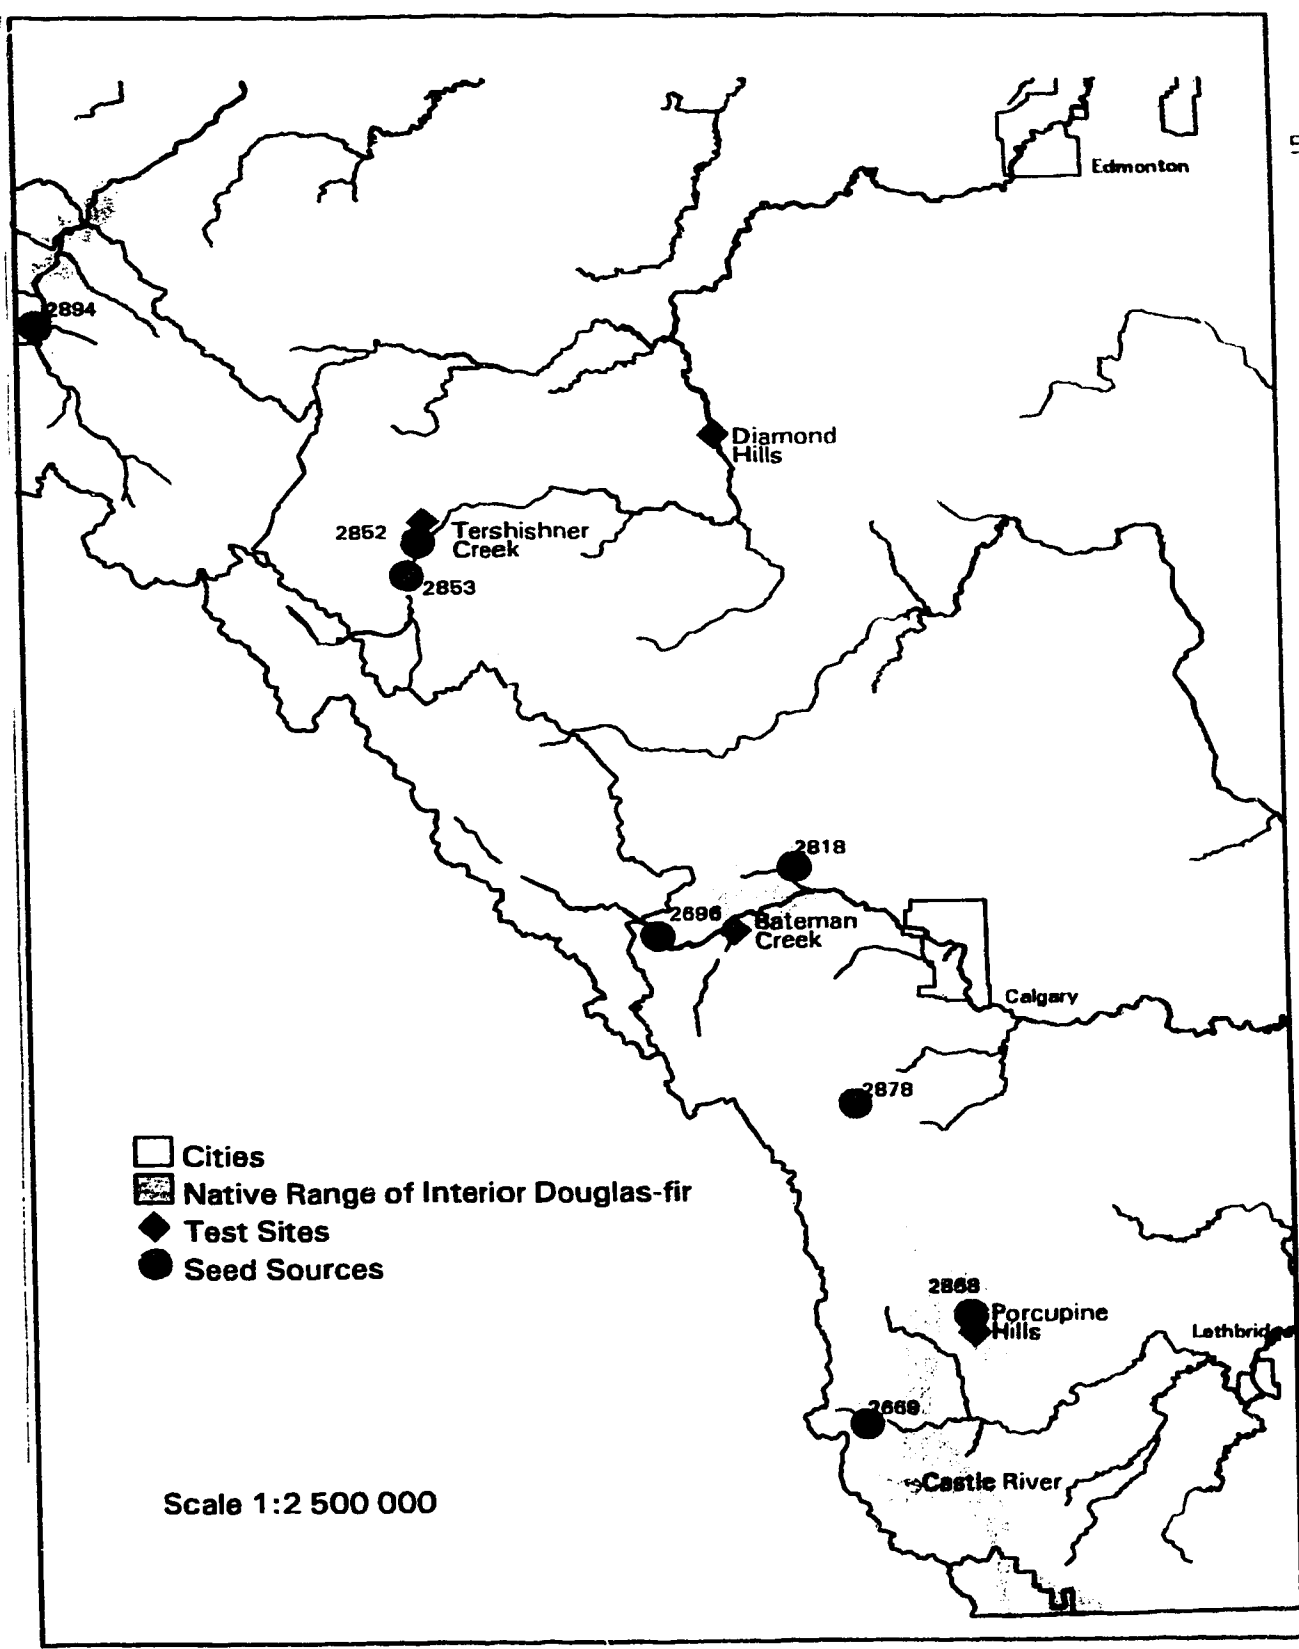 Edmonton
2894
Diamond
Hills
2852
Tershishner
Creek
2853
2818
2696
Bateman
Creek
Calgary
2878
Cities
Native Range of Interior Douglas-fir
Test Sites
Seed Sources
2868
Porcupine
Hills
Lethbridge
2669
Castle River
Scale 1:2 500 000